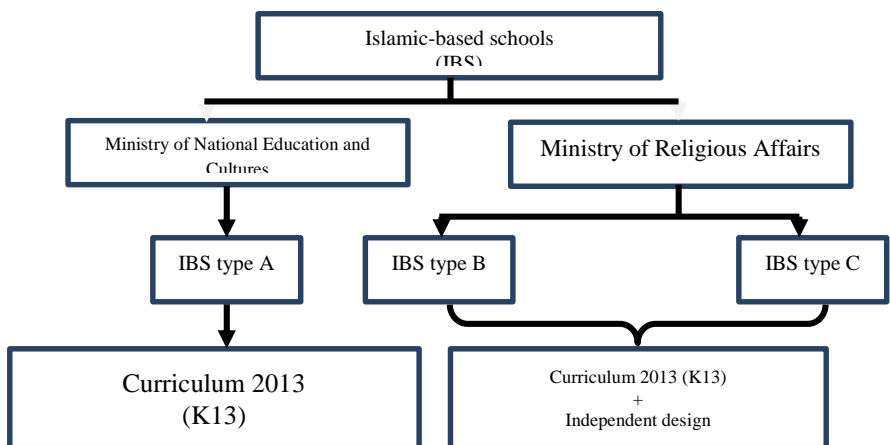 Islamic-based schools
(IBS)
Ministry of National Education and
Cultures
Ministry of Religious Affairs
IBS type A
IBS type B
IBS type C
Curriculum 2013
(K13)
Curriculum 2013 (K13)
+
Independent design